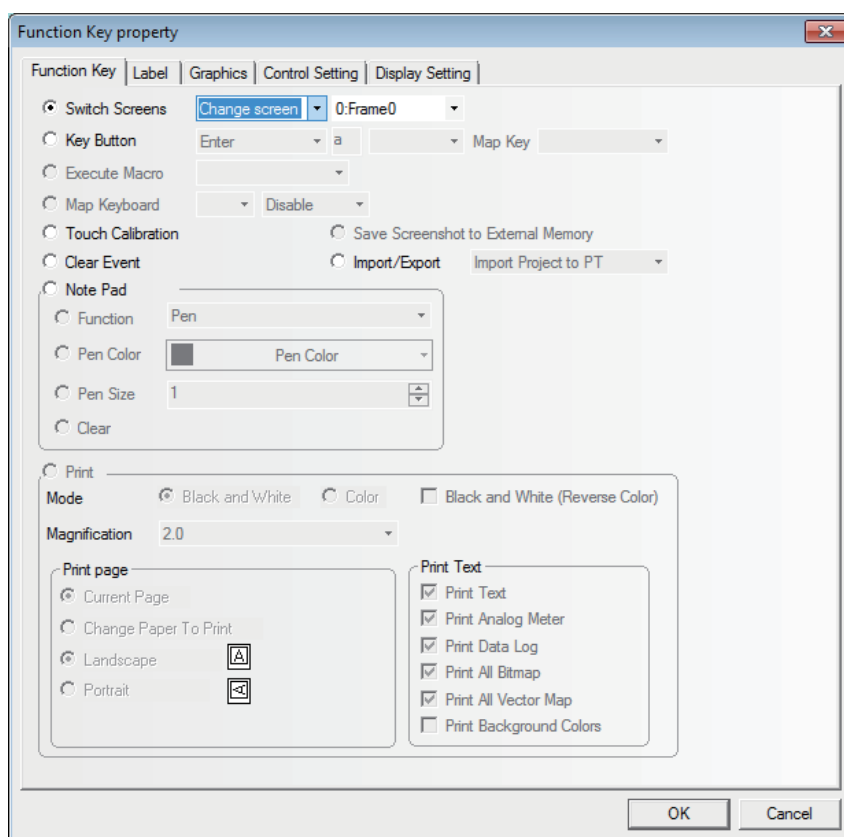 Function Key property
Function Key Label Graphics Control Setting Display Setting
Switch Screens Change screen 0:Frame0
Key Button Enter a Map Key
Execute Macro
Map Keyboard Disable
Touch Calibration Save Screenshot to External Memory
Clear Event Import/Export Import Project to PT
Note Pad
Function Pen
Pen Color Pen Color
Pen Size 1
Clear
Print
Mode Black and White Color Black and White (Reverse Color)
Magnification 2.0
Print page
Current Page
Change Paper To Print
Landscape A
Portrait A
Print Text
Print Text
Print Analog Meter
Print Data Log
Print All Bitmap
Print All Vector Map
Print Background Colors
OK Cancel